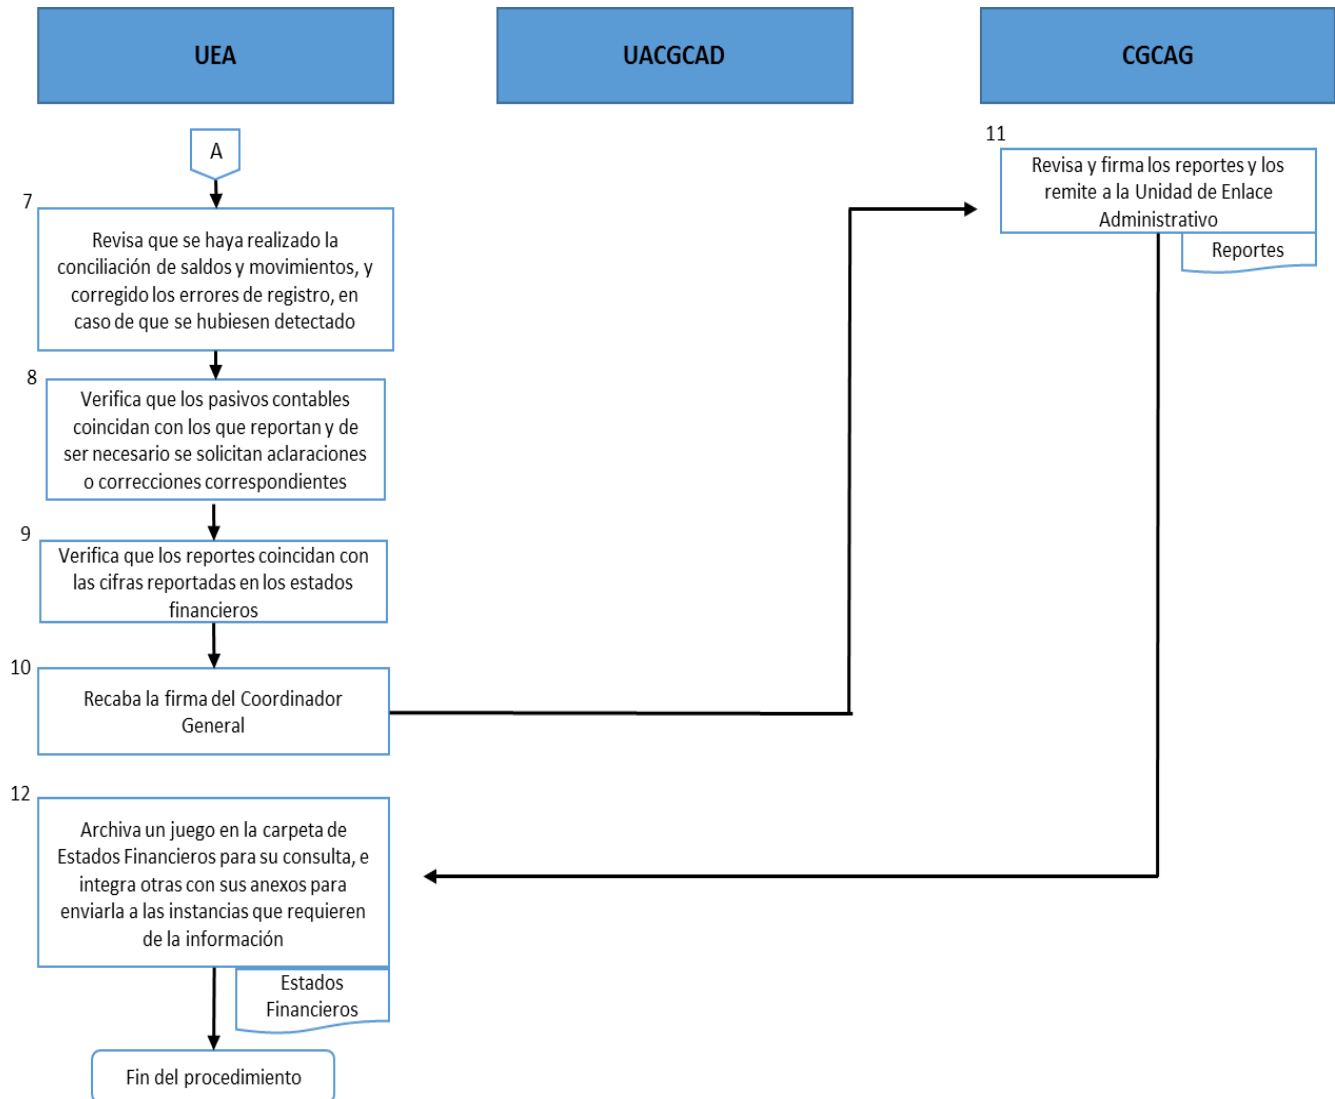 UEA
UACGCAD
CGCAG
A
7
Revisa que se haya realizado la
conciliación de saldos y movimientos, y
corregido los errores de registro, en
caso de que se hubiesen detectado
8
Verifica que los pasivos contables
coincidan con los que reportan y de
ser necesario se solicitan aclaraciones
o correcciones correspondientes
9
Verifica que los reportes coincidan con
las cifras reportadas en los estados
financieros
10
Recaba la firma del Coordinador
General
11
Revisa y firma los reportes y los
remite a la Unidad de Enlace
Administrativo
Reportes
12
Archiva un juego en la carpeta de
Estados Financieros para su consulta, e
integra otras con sus anexos para
enviarla a las instancias que requieren
de la información
Estados
Financieros
Fin del procedimiento